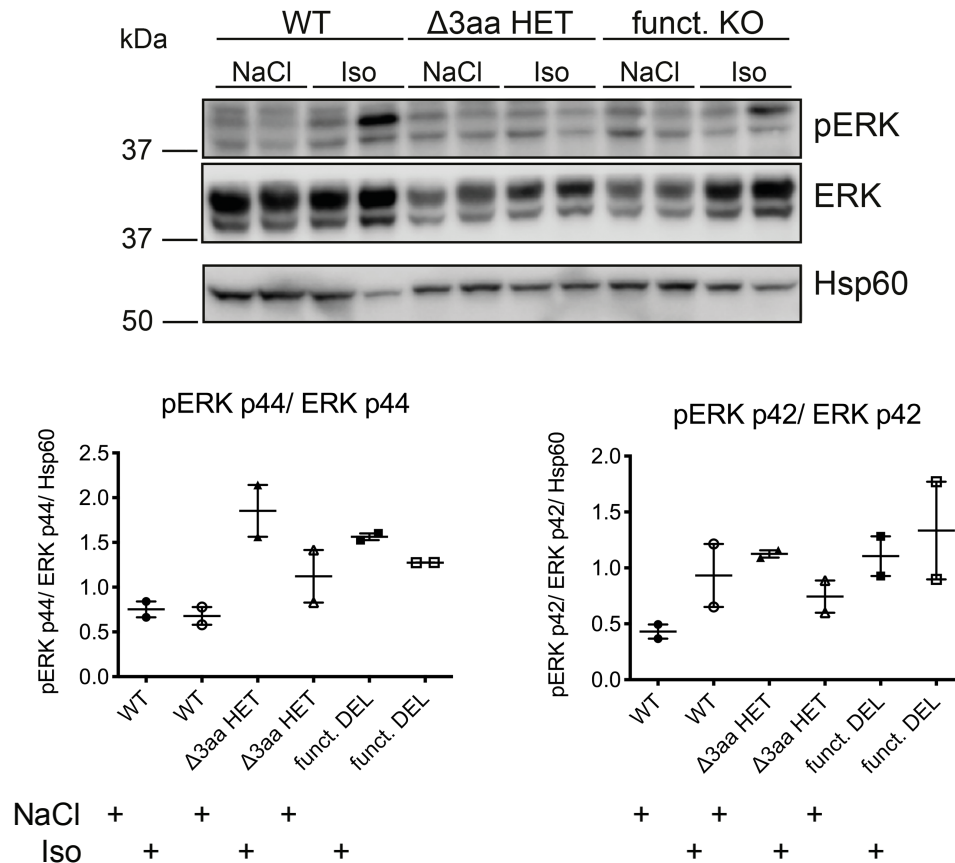 WT Δ3aa HET funct. KO
kDa
NaCl Iso NaCl Iso NaCl Iso
pERK
37
ERK
37
Hsp60
50
pERK p44/ ERK p44
pERK p44/ ERK p44/ Hsp60
2.5
2.0
1.5
1.0
0.5
0.0
WT WT Δ3aa HET Δ3aa HET funct. DEL funct. DEL
NaCl + + +
Iso + + +
pERK p42/ ERK p42
pERK p42/ ERK p42/ Hsp60
2.0
1.5
1.0
0.5
0.0
WT WT Δ3aa HET Δ3aa HET funct. DEL funct. DEL
+ + +
+ + +